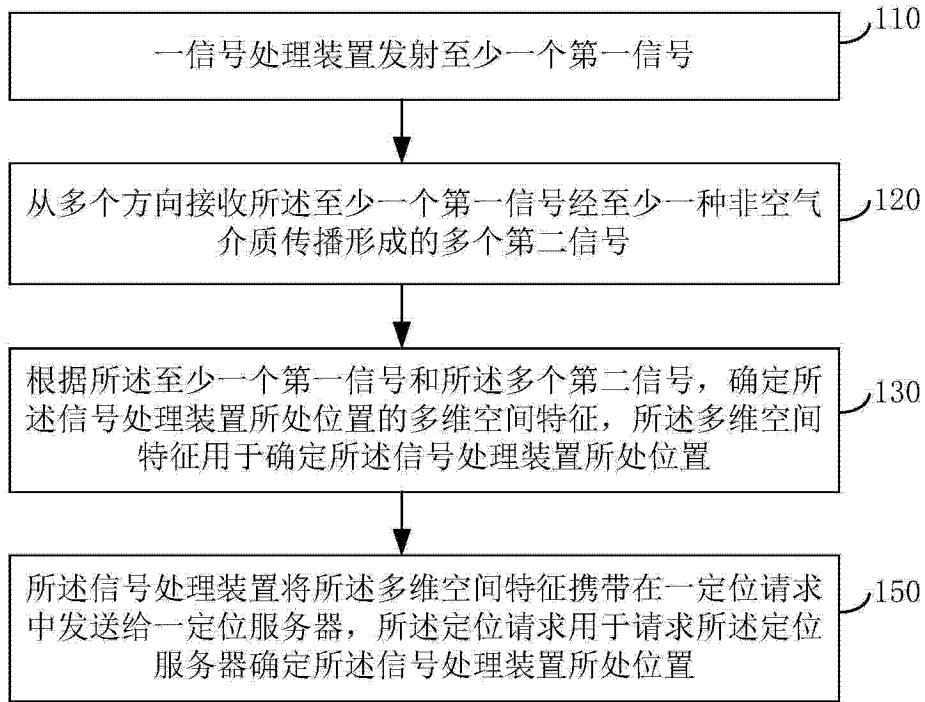 一信号处理装置发射至少一个第一信号
110
从多个方向接收所述至少一个第一信号经至少一种非空气
介质传播形成的多个第二信号
120
根据所述至少一个第一信号和所述多个第二信号，确定所
述信号处理装置所处位置的多维空间特征，所述多维空间
特征用于确定所述信号处理装置所处位置
130
所述信号处理装置将所述多维空间特征携带在一定位请求
中发送给一定位服务器，所述定位请求用于请求所述定位
服务器确定所述信号处理装置所处位置
150